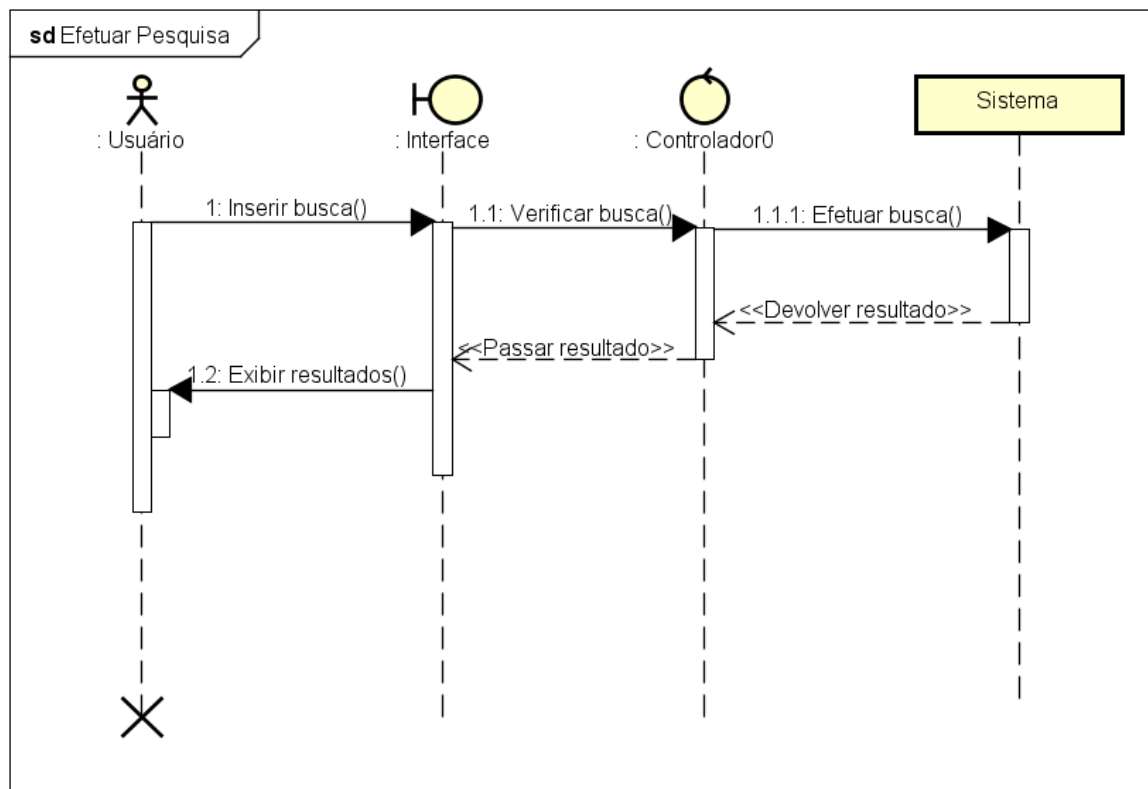 sd Efetuar Pesquisa
: Usuário
: Interface
: Controlador0
Sistema
1: Inserir busca()
1.1: Verificar busca()
1.1.1: Efetuar busca()
<<Devolver resultado>>
<<Passar resultado>>
1.2: Exibir resultados()